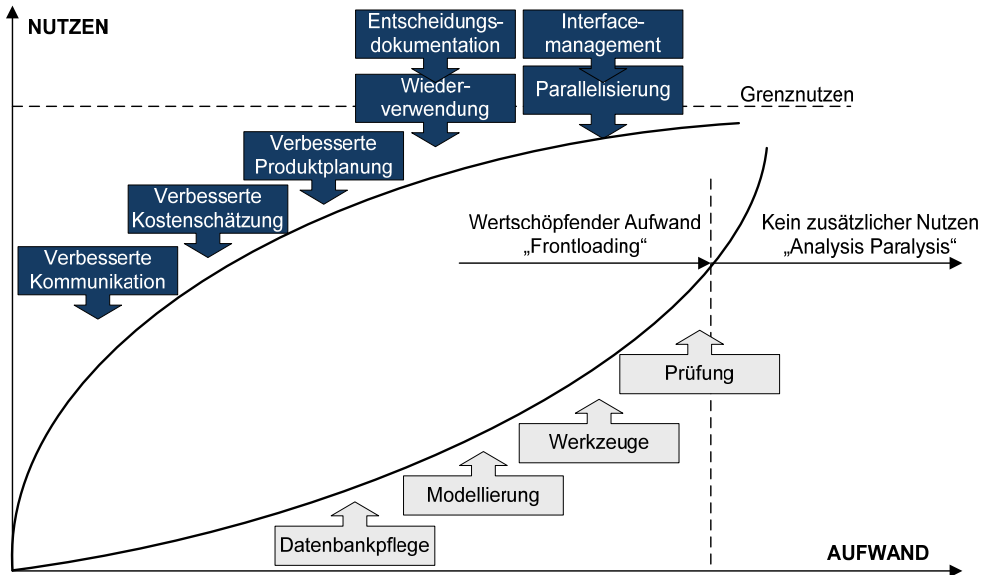 NUTZEN
Entscheidungs-
dokumentation
Interface-
management
Wieder-
verwendung
Parallelisierung
Grenznutzen
Verbesserte
Produktplanung
Verbesserte
Kostenschätzung
Verbesserte
Kommunikation
Wertschöpfender Aufwand
„Frontloading“
Kein zusätzlicher Nutzen
„Analysis Paralysis“
Prüfung
Werkzeuge
Modellierung
Datenbankpflege
AUFWAND